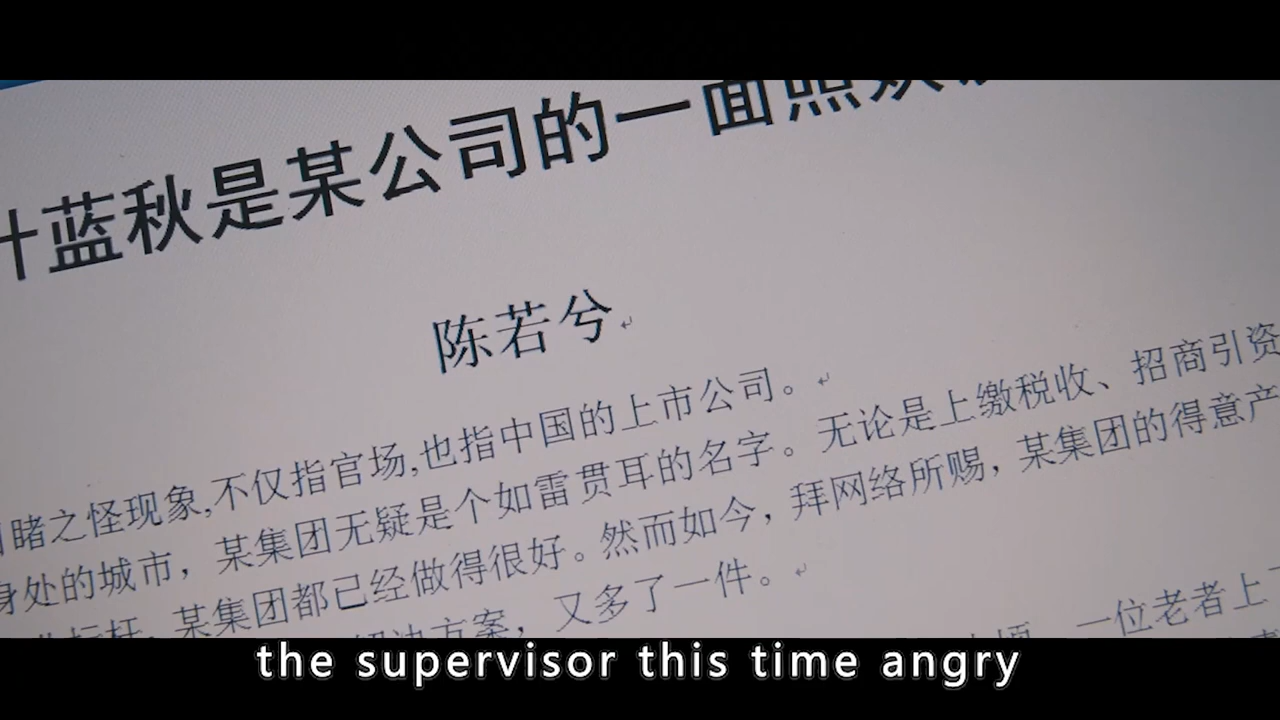 叶蓝秋是某公司的一面照妖
陈若兮
目睹之怪现象,不仅指官场,也指中国的上市公司。
身处的城市，某集团无疑是个如雷贯耳的名字。无论是上缴税收、招商引资
标杆，某集团都已经做得很好。然而如今，拜网络所赐，某集团的得意产
解决方案，又多了一件。
一位老者上
the supervisor this time angry